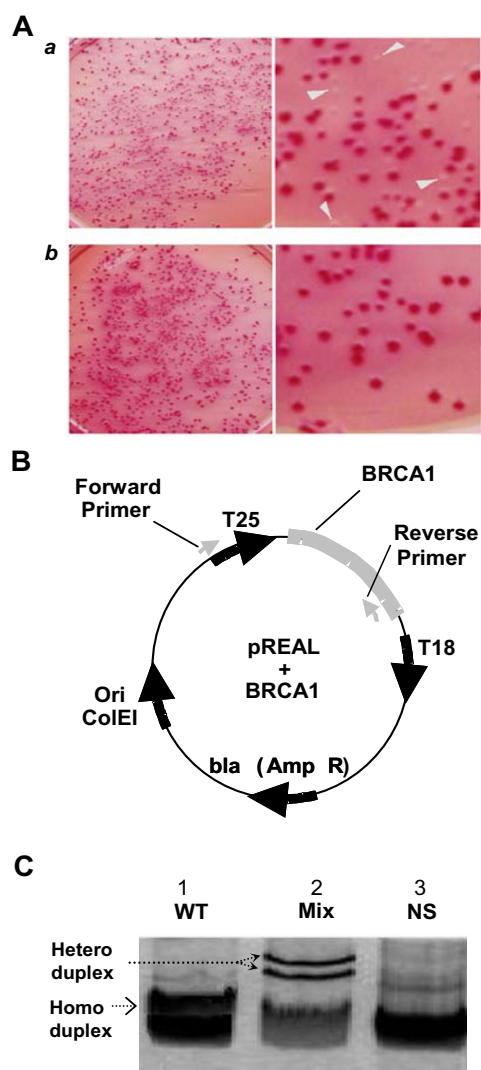 A
a
b
B
Forward
Primer
T25
BRCA1
Reverse
Primer
pREAL
+
BRCA1
T18
Ori
ColEI
bla (Amp R)
C
1 2 3
WT Mix NS
Hetero
duplex
Homo
duplex